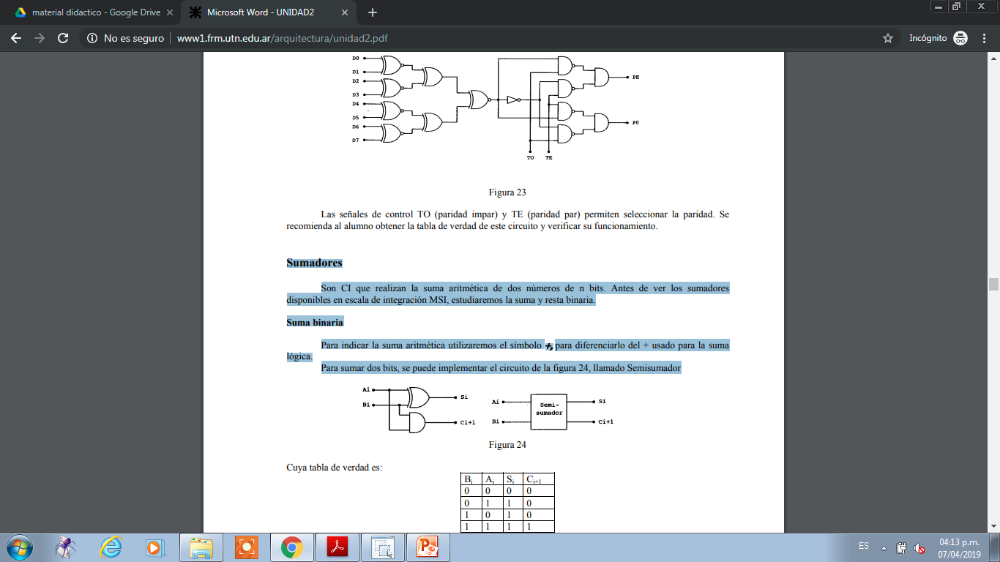 material didactico - Google Drive
Microsoft Word - UNIDAD2
No es seguro
www1.frm.utn.edu.ar/arquitectura/unidad2.pdf
Incógnito
D0
D1
D2
D3
D4
D5
D6
D7
PE
PO
TO TE
Figura 23
Las señales de control TO (paridad impar) y TE (paridad par) permiten seleccionar la paridad. Se
recomienda al alumno obtener la tabla de verdad de este circuito y verificar su funcionamiento.
Sumadores
Son CI que realizan la suma aritmética de dos números de n bits. Antes de ver los sumadores
disponibles en escala de integración MSI, estudiaremos la suma y resta binaria.
Suma binaria
Para indicar la suma aritmética utilizaremos el símbolo +, para diferenciarlo del + usado para la suma
lógica.
Para sumar dos bits, se puede implementar el circuito de la figura 24, llamado Semisumador
Ai
Bi
Si
Ci+1
Ai
Bi
Semi-
sumador
Si
Ci+1
Figura 24
Cuya tabla de verdad es:
Bi Ai Si Ci+1
0 0 0 0
0 1 1 0
1 0 1 0
1 1 1 1
ES
04:13 p.m.
07/04/2019